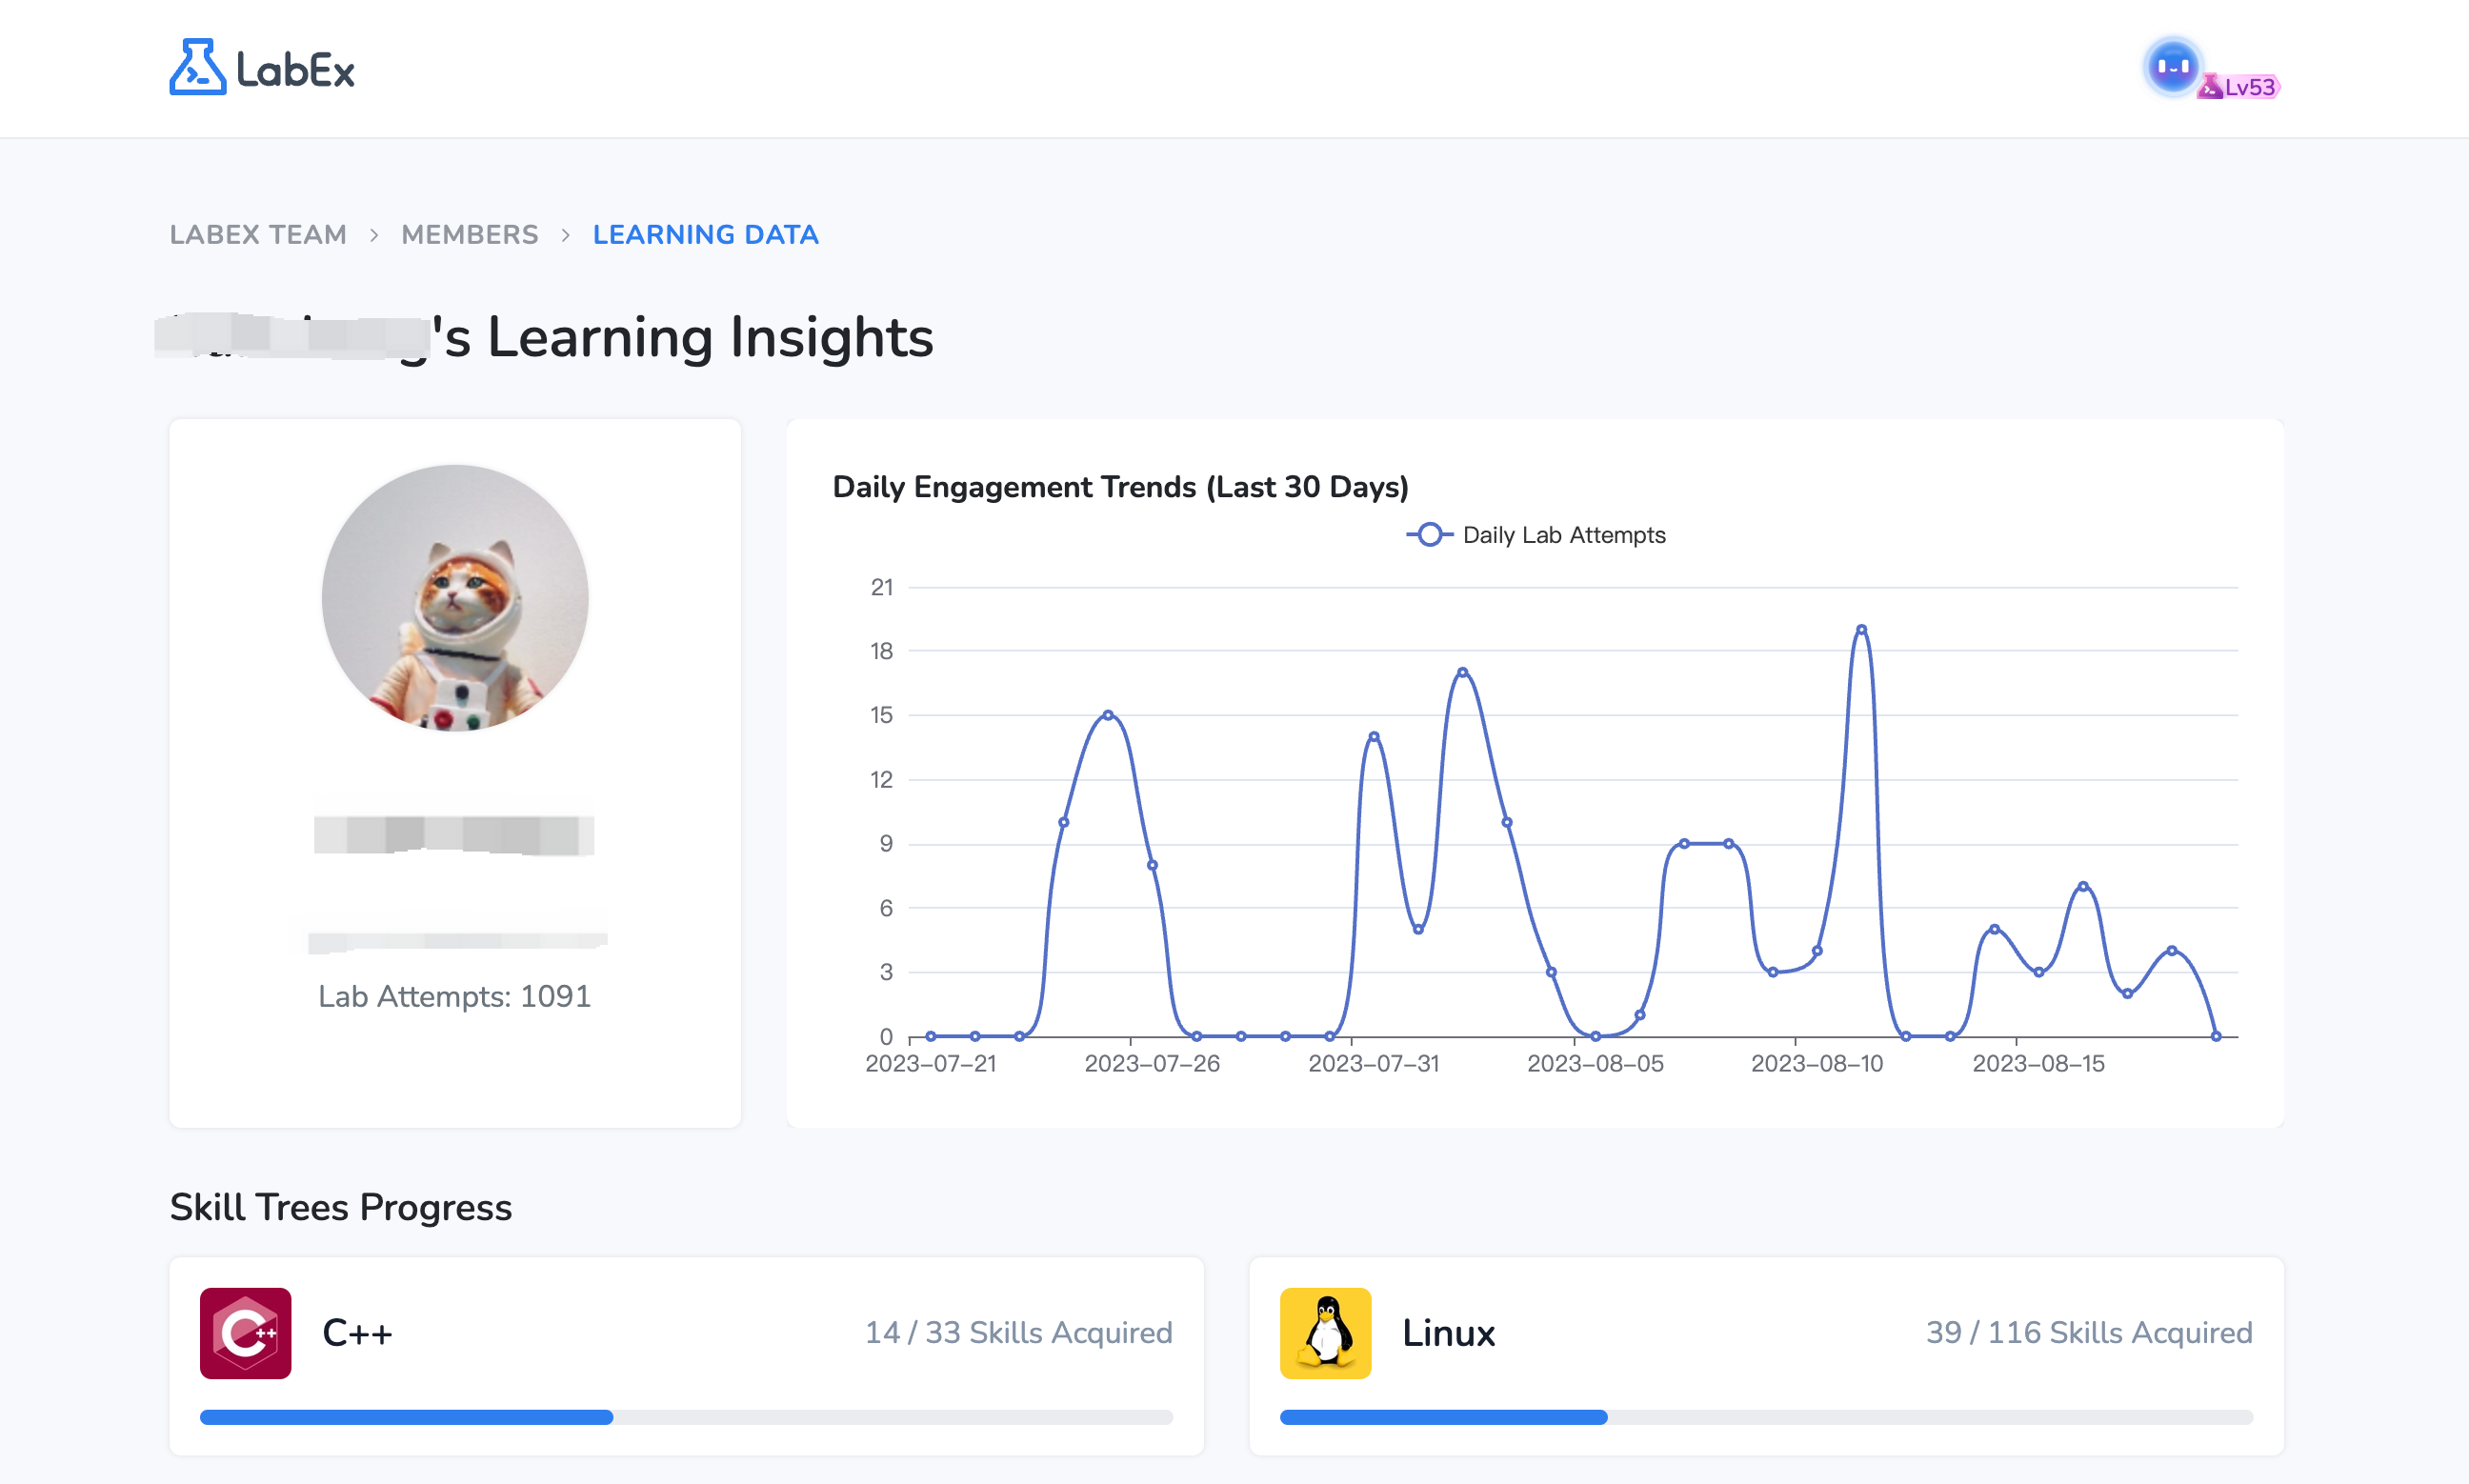 LabEx
Lv53
LABEX TEAM > MEMBERS > LEARNING DATA
's Learning Insights
Lab Attempts: 1091
Daily Engagement Trends (Last 30 Days)
Daily Lab Attempts
21
18
15
12
9
6
3
0
2023-07-21 2023-07-26 2023-07-31 2023-08-05 2023-08-10 2023-08-15
Skill Trees Progress
C++ 14 / 33 Skills Acquired
Linux 39 / 116 Skills Acquired